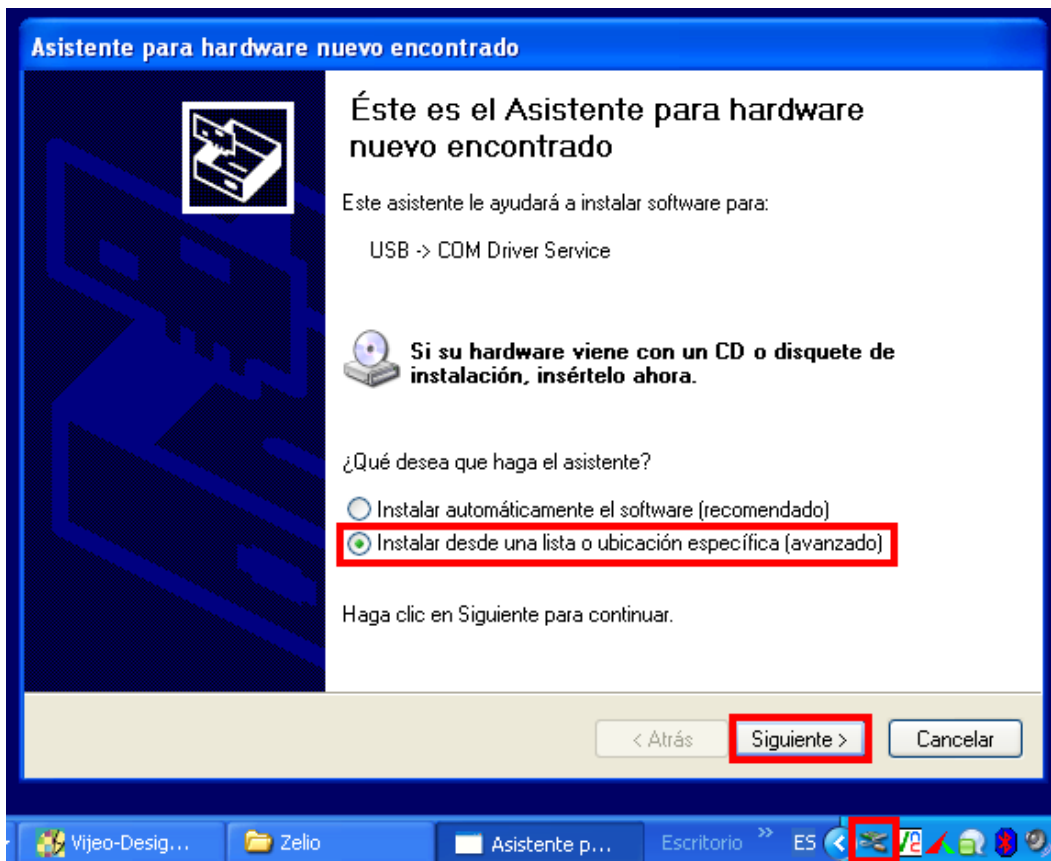 Asistente para hardware nuevo encontrado
Éste es el Asistente para hardware
nuevo encontrado
Este asistente le ayudará a instalar software para:
USB -> COM Driver Service
Si su hardware viene con un CD o disquete de
instalación, insértelo ahora.
¿Qué desea que haga el asistente?
Instalar automáticamente el software (recomendado)
Instalar desde una lista o ubicación específica (avanzado)
Haga clic en Siguiente para continuar.
< Atrás
Siguiente >
Cancelar
Vijeo-Desig...
Zelio
Asistente p...
Escritorio
»
ES